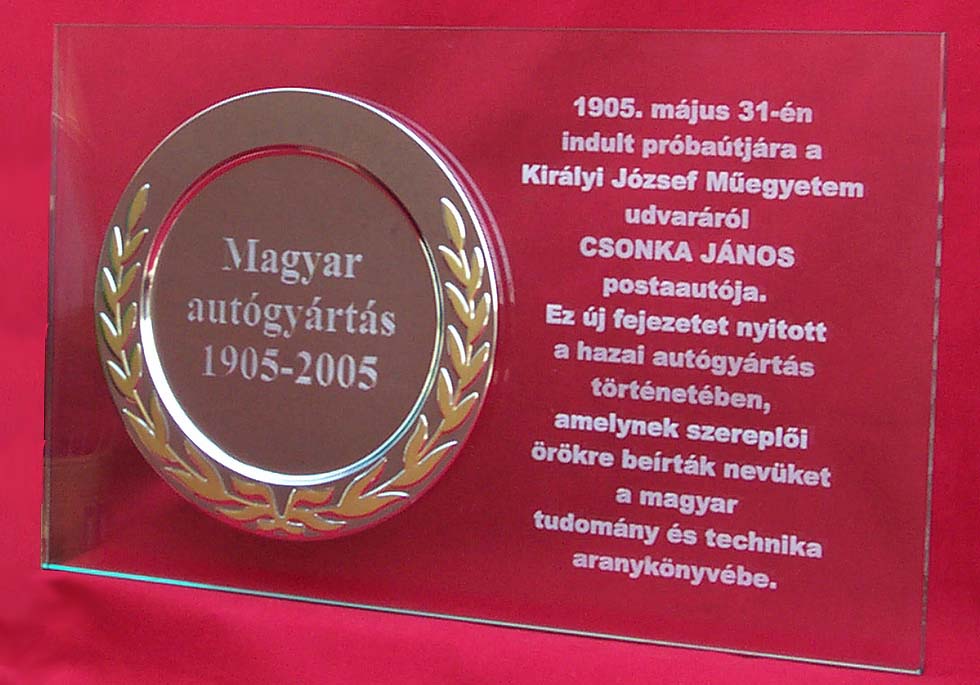 Magyar
autógyártás
1905-2005
1905. május 31-én
indult próbaútjára a
Királyi József Műegyetem
udvaráról
CSONKA JÁNOS
postaautója.
Ez új fejezetet nyitott
a hazai autógyártás
történetében,
amelynek szereplői
örökre beírták nevüket
a magyar
tudomány és technika
aranykönyvébe.